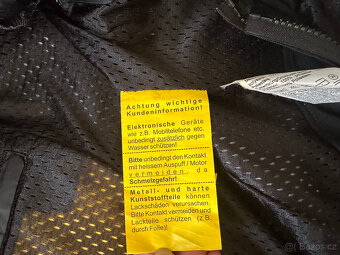 Achtung wichtige
Kundeninformation!
Elektronische Geräte
wie z.B. Mobiltelefone etc.
unbedingt zusätzlich gegen
Wasser schützen!
Bitte unbedingt den Kontakt
mit heissem Auspuff / Motor
vermeiden, da
Schmelzgefahr!
Metall- und harte
Kunststoffteile können
Lackschäden verursachen.
Bitte Kontakt vermeiden und
Lackteile schützen (z.B.
durch Folie)!
bazos.cz